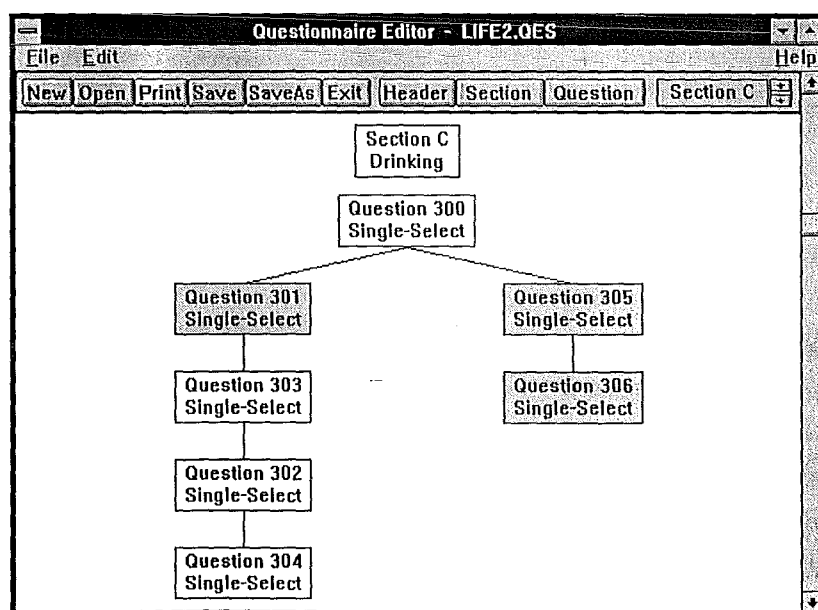 Questionnaire Editor - LIFE2.QES
File Edit Help
New Open Print Save SaveAs Exit Header Section Question Section C
Section C
Drinking
Question 300
Single-Select
Question 301
Single-Select
Question 305
Single-Select
Question 303
Single-Select
Question 306
Single-Select
Question 302
Single-Select
Question 304
Single-Select